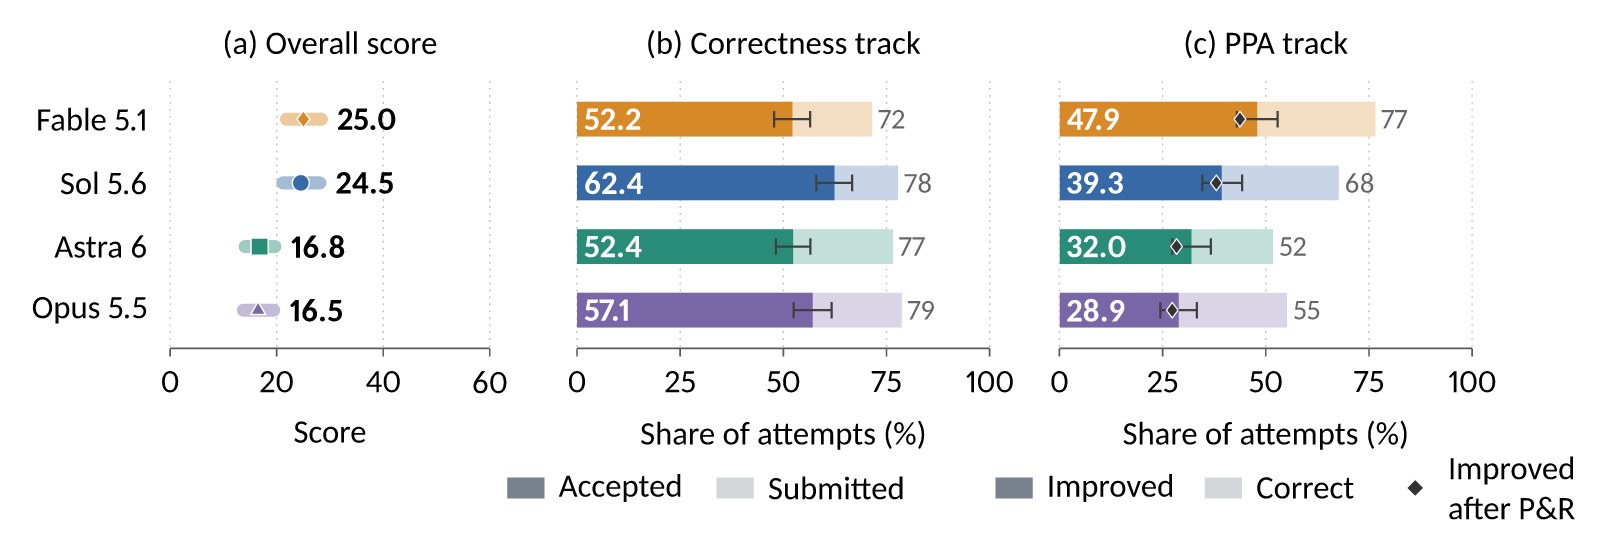 (a) Overall score
(b) Correctness track
(c) PPA track
Fable 5.1 25.0 52.2 72 47.9 77
Sol 5.6 24.5 62.4 78 39.3 68
Astra 6 16.8 52.4 77 32.0 52
Opus 5.5 16.5 57.1 79 28.9 55
0 20 40 60 0 25 50 75 100 0 25 50 75 100
Score Share of attempts (%) Share of attempts (%)
Accepted Submitted Improved Correct Improved
after P&R